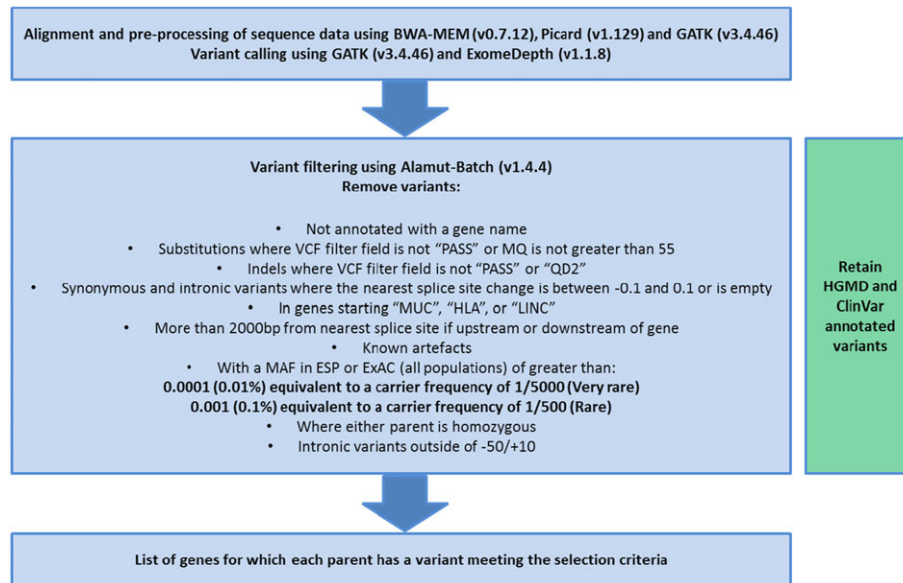 Alignment and pre-processing of sequence data using BWA-MEM (v0.7.12), Picard (v1.129) and GATK (v3.4.46)
Variant calling using GATK (v3.4.46) and ExomeDepth (v1.1.8)
Variant filtering using Alamut-Batch (v1.4.4)
Remove variants:
• Not annotated with a gene name
• Substitutions where VCF filter field is not “PASS” or MQ is not greater than 55
• Indels where VCF filter field is not “PASS” or “QD2”
• Synonymous and intronic variants where the nearest splice site change is between -0.1 and 0.1 or is empty
• In genes starting “MUC”, “HLA”, or “LINC”
• More than 2000bp from nearest splice site if upstream or downstream of gene
• Known artefacts
• With a MAF in ESP or ExAC (all populations) of greater than:
0.0001 (0.01%) equivalent to a carrier frequency of 1/5000 (Very rare)
0.001 (0.1%) equivalent to a carrier frequency of 1/500 (Rare)
• Where either parent is homozygous
• Intronic variants outside of -50/+10
Retain
HGMD and
ClinVar
annotated
variants
List of genes for which each parent has a variant meeting the selection criteria